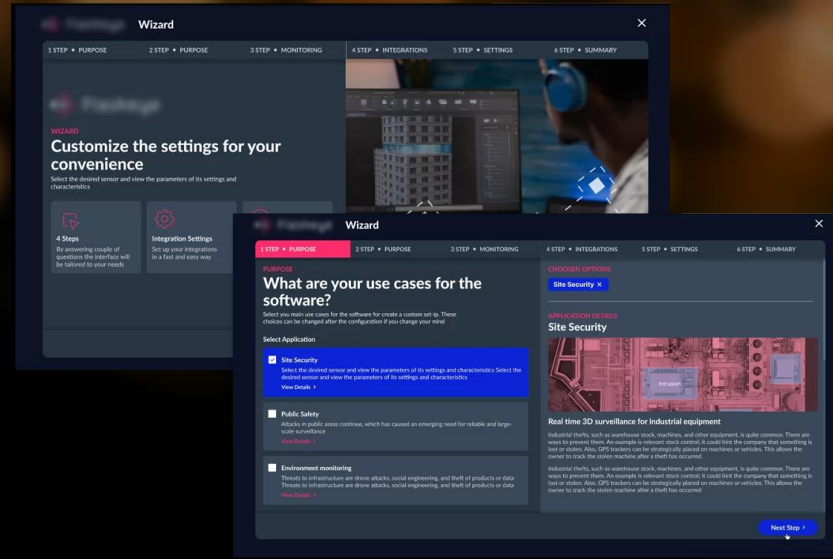 Wizard
1 STEP • PURPOSE
2 STEP • PURPOSE
3 STEP • MONITORING
4 STEP • INTEGRATIONS
5 STEP • SETTINGS
6 STEP • SUMMARY
WIZARD
Customize the settings for your
convenience
Select the desired sensor and view the parameters of its settings and
characteristics
4 Steps
By answering couple of
questions the interface will
be tailored to your needs
Integration Settings
Set up your integrations
in a fast and easy way
Wizard
1 STEP • PURPOSE
2 STEP • PURPOSE
3 STEP • MONITORING
4 STEP • INTEGRATIONS
5 STEP • SETTINGS
6 STEP • SUMMARY
PURPOSE
What are your use cases for the
software?
Select you main use cases for the software for create a custom set-ip. These
choices can be changed after the configuration if you change your mind
Select Application
Site Security
Select the desired sensor and view the parameters of its settings and characteristics Select the
desired sensor and view the parameters of its settings and characteristics
View Details >
Public Safety
Attacks in public areas continue, which has caused an emerging need for reliable and large-
scale surveillance
View Details >
Environment monitoring
Threats to infrastructure are drone attacks, social engineering, and theft of products or data
Threats to infrastructure are drone attacks, social engineering, and theft of products or data
View Details >
CHOOSEN OPTIONS
Site Security ×
APPLICATION DETAILS
Site Security
Intrusion
Real time 3D surveillance for industrial equipment
Industrial thefts, such as warehouse stock, machines, and other equipment, is quite common. There are
ways to prevent them. An example is relevant stock control; it could hint the company that something is
lost or stolen. Also, GPS trackers can be strategically placed on machines or vehicles. This allows the
owner to track the stolen machine after a theft has occurred
Industrial thefts, such as warehouse stock, machines, and other equipment, is quite common. There are
ways to prevent them. An example is relevant stock control; it could hint the company that something is
lost or stolen. Also, GPS trackers can be strategically placed on machines or vehicles. This allows the
owner to track the stolen machine after a theft has occurred
Next Step >